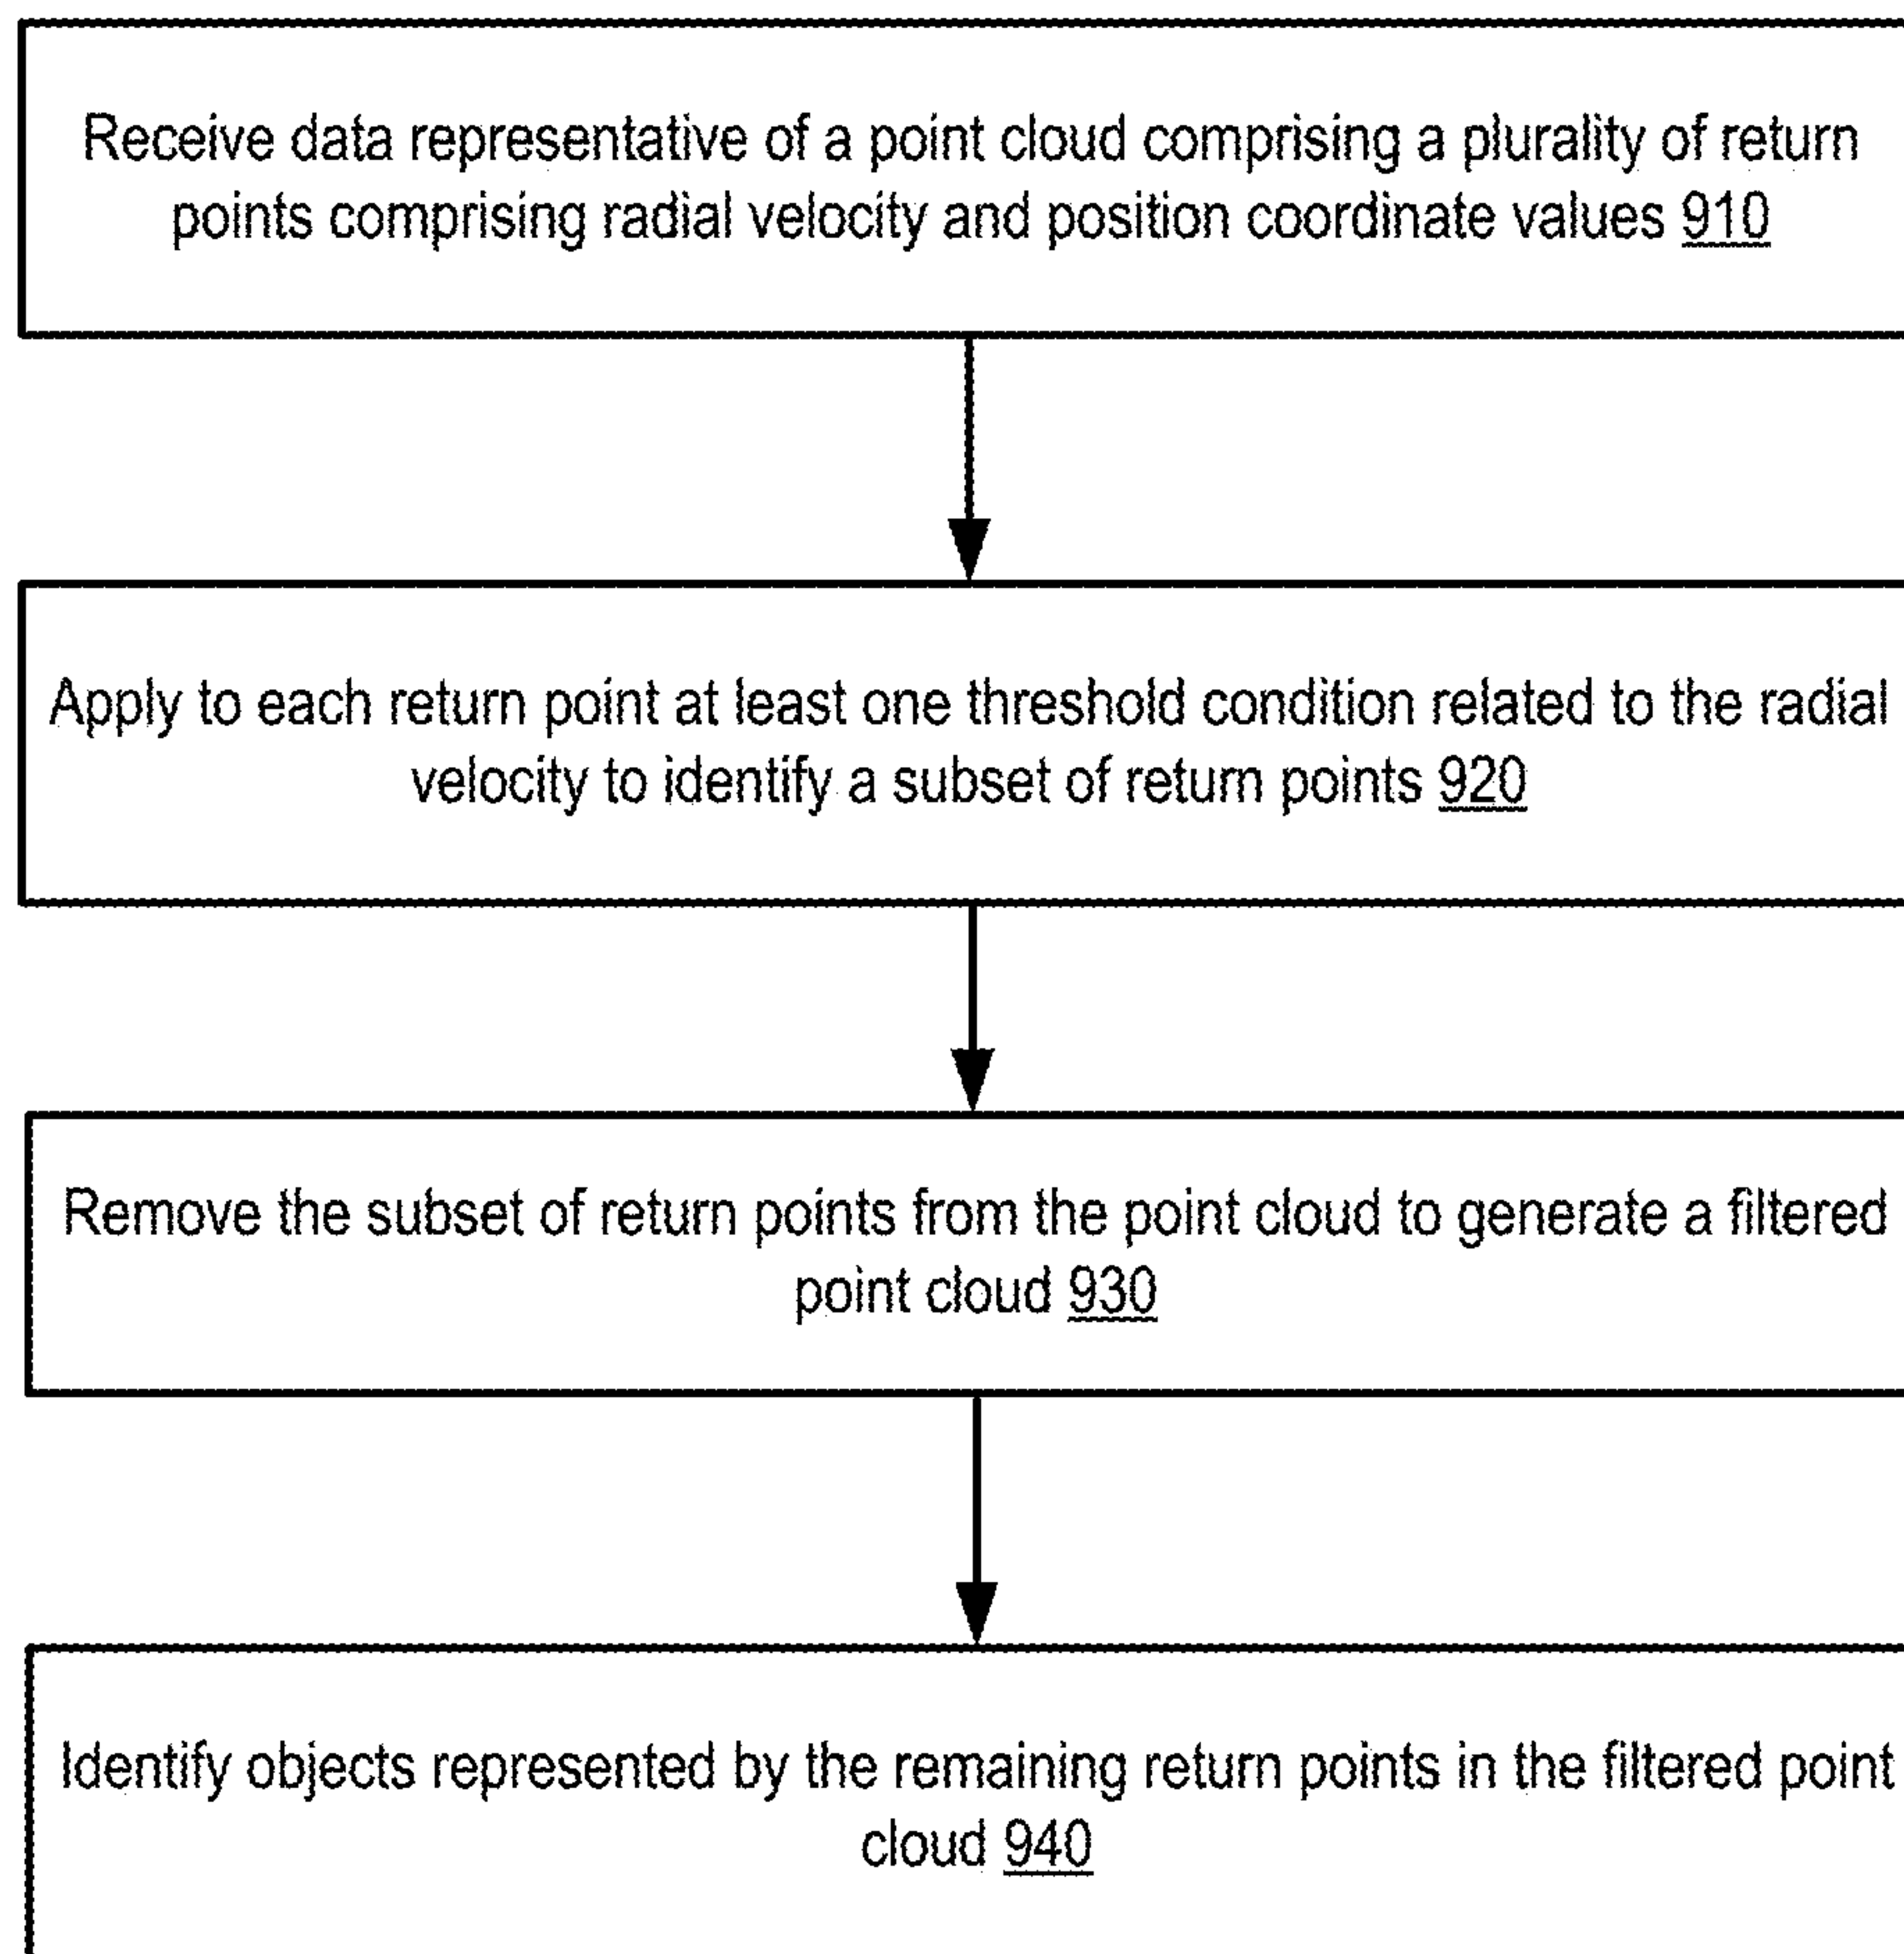 Receive data representative of a point cloud comprising a plurality of return
points comprising radial velocity and position coordinate values 910
Apply to each return point at least one threshold condition related to the radial
velocity to identify a subset of return points 920
Remove the subset of return points from the point cloud to generate a filtered
point cloud 930
Identify objects represented by the remaining return points in the filtered point
cloud 940